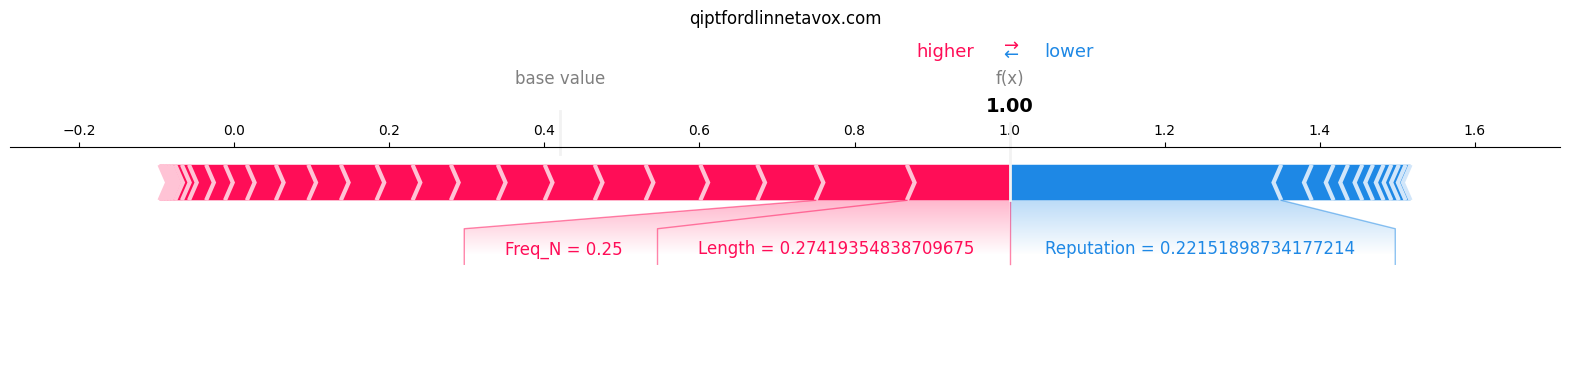 qiptfordlinnetavox.com
higher ⇄ lower
base value f(x)
1.00
−0.2 0.0 0.2 0.4 0.6 0.8 1.0 1.2 1.4 1.6
Freq_N = 0.25 Length = 0.27419354838709675 Reputation = 0.22151898734177214